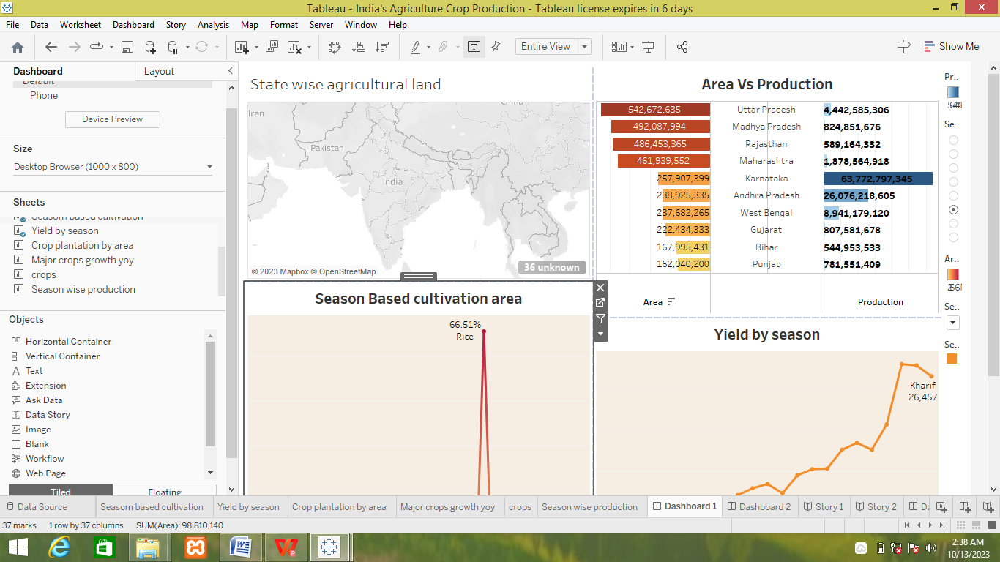 Tableau - India's Agriculture Crop Production - Tableau license expires in 6 days
File Data Worksheet Dashboard Story Analysis Map Format Server Window Help
Entire View
Show Me
Dashboard Layout
Default
Phone
Device Preview
Size
Desktop Browser (1000 x 800)
Sheets
Seasom based cultivation
Yield by season
Crop plantation by area
Major crops growth yoy
crops
Season wise production
Objects
Horizontal Container
Vertical Container
Text
Extension
Ask Data
Data Story
Image
Blank
Workflow
Web Page
Tiled Floating
State wise agricultural land
Iran
China
Pakistan
India
36 unknown
© 2023 Mapbox © OpenStreetMap
Area Vs Production
542,672,635 Uttar Pradesh 4,442,585,306
492,087,994 Madhya Pradesh 824,851,676
486,453,365 Rajasthan 589,164,332
461,939,552 Maharashtra 1,878,564,918
257,907,399 Karnataka 63,772,797,345
238,925,335 Andhra Pradesh 26,076,218,605
237,682,265 West Bengal 8,941,179,120
222,434,333 Gujarat 807,581,678
167,995,431 Bihar 544,953,533
162,040,200 Punjab 781,551,409
Area Production
Season Based cultivation area
66.51%
Rice
Yield by season
Kharif
26,457
Pr..
Se..
Ar..
Se..
Se..
Data Source Seasom based cultivation Yield by season Crop plantation by area Major crops growth yoy crops Season wise production Dashboard 1 Dashboard 2 Story 1 Story 2 Da
37 marks 1 row by 37 columns SUM(Area): 98,810,140
2:38 AM
10/13/2023